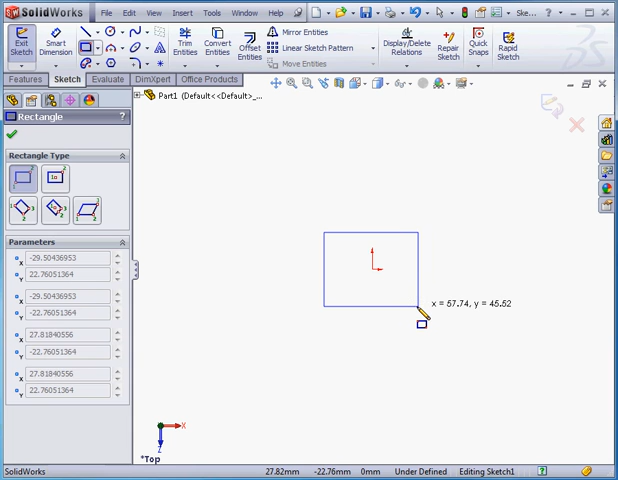 SolidWorks File Edit View Insert Tools Ske...
Exit Sketch
Smart Dimension
Trim Entities
Convert Entities
Offset Entities
Mirror Entities
Linear Sketch Pattern
Move Entities
Display/Delete Relations
Repair Sketch
Quick Snaps
Rapid Sketch
Features Sketch Evaluate DimXpert Office Products
Part1 (Default<<Default>_...
Rectangle ?
Rectangle Type
Parameters
-29.50436953
22.76051364
-29.50436953
-22.76051364
27.81840556
-22.76051364
27.81840556
22.76051364
x = 57.74, y = 45.52
X
Z
*Top
SolidWorks 27.82mm -22.76mm 0mm Under Defined Editing Sketch1 ?